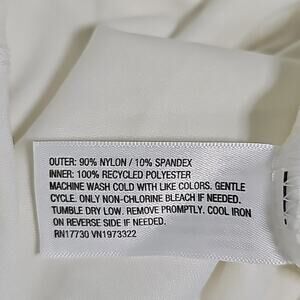 OUTER: 90% NYLON / 10% SPANDEX
INNER: 100% RECYCLED POLYESTER
MACHINE WASH COLD WITH LIKE COLORS. GENTLE
CYCLE. ONLY NON-CHLORINE BLEACH IF NEEDED.
TUMBLE DRY LOW. REMOVE PROMPTLY. COOL IRON
ON REVERSE SIDE IF NEEDED.
RN17730 VN1973322